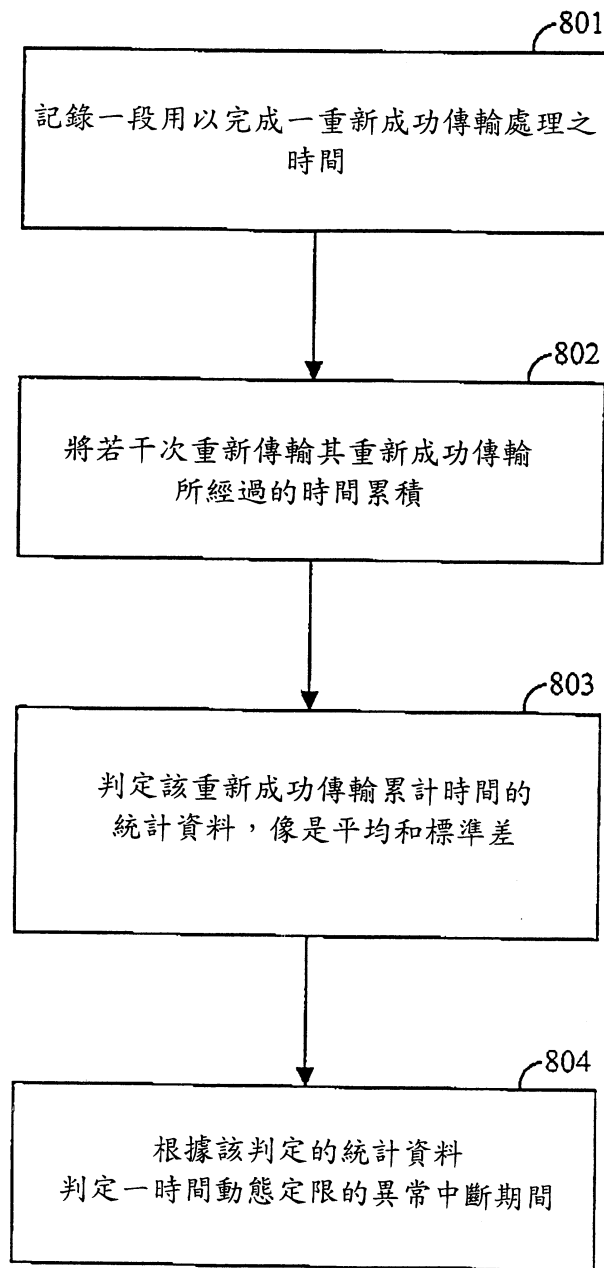 801
記錄一段用以完成一重新成功傳輸處理之
時間
802
將若干次重新傳輸其重新成功傳輸
所經過的時間累積
803
判定該重新成功傳輸累計時間的
統計資料，像是平均和標準差
804
根據該判定的統計資料
判定一時間動態定限的異常中斷期間